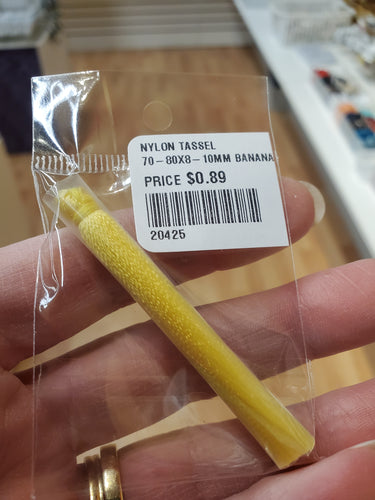 NYLON TASSEL
70-80X8-10MM BANANA
PRICE $0.89
20425